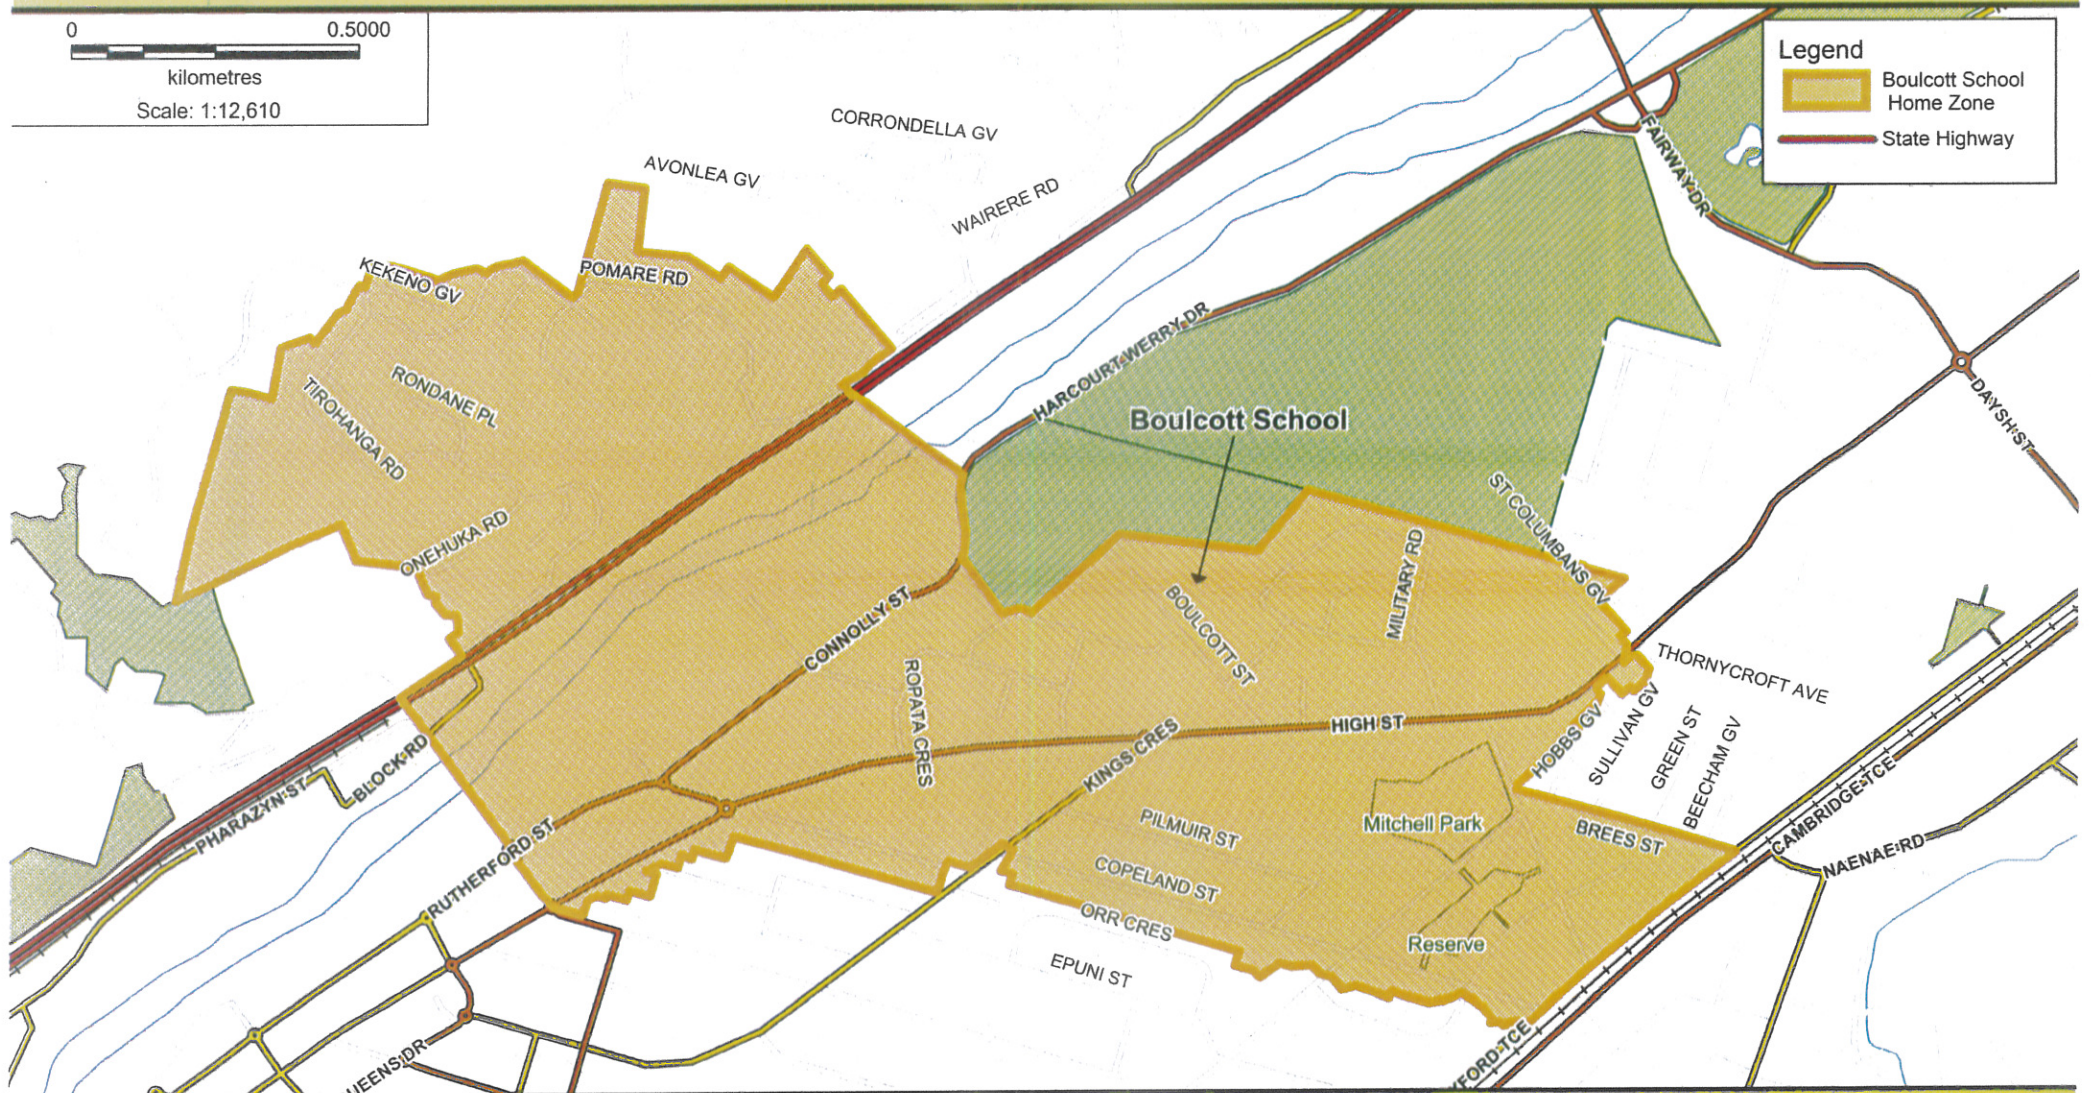 0 0.5000
kilometres
Scale: 1:12,610
Legend
Boulcott School
Home Zone
State Highway
CORRONDELLA GV
AVONLEA GV
WAIRERE RD
FAIRWAY DR
KEKENO GV
POMARE RD
HARCOURT WERRY DR
RONDANE PL
TIROHANGA RD
Boulcott School
DAYSH ST
ONEHUKA RD
ST COLUMBANS GV
MILITARY RD
BOULCOTT ST
CONNOLLY ST
ROPATA CRES
THORNYCROFT AVE
HIGH ST
KINGS CRES
HOBBS GV
SULLIVAN GV
GREEN ST
BEECHAM GV
BLOCK RD
PHARAZYN ST
RUTHERFORD ST
PILMUIR ST
Mitchell Park
BREES ST
CAMBRIDGE TCE
NAENAE RD
COPELAND ST
ORR CRES
Reserve
EPUNI ST
UEENS DR
XFORD TCE